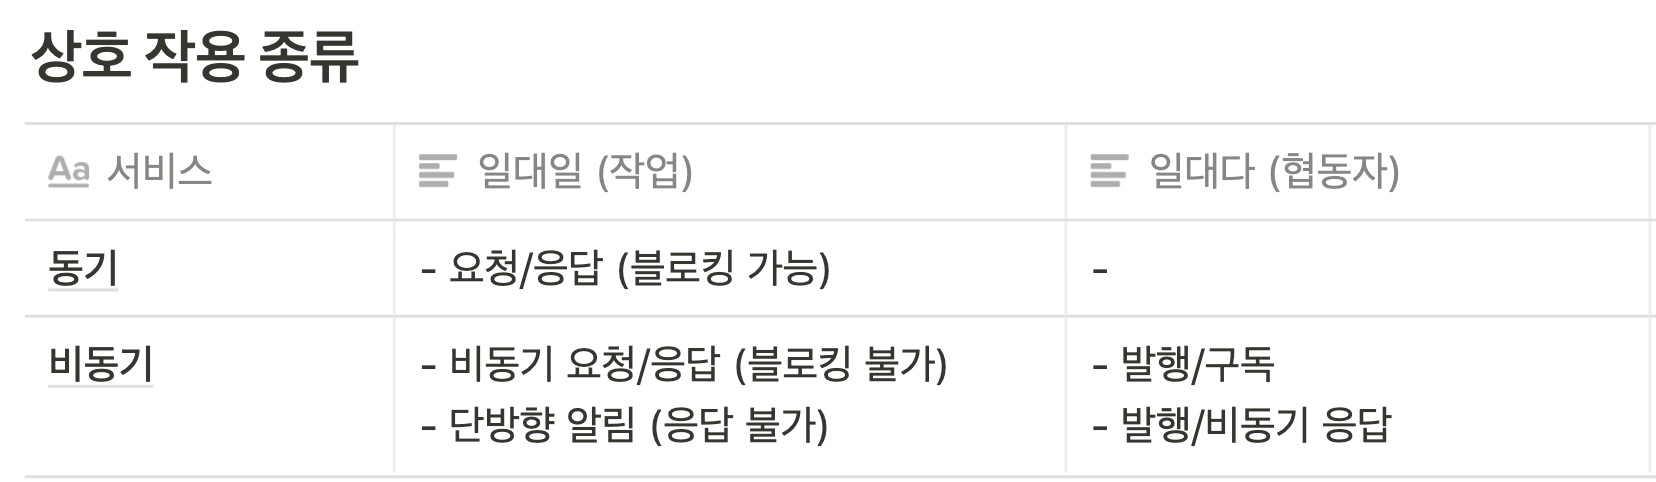 상호 작용 종류
Aa 서비스
일대일 (작업)
일대다 (협동자)
동기
- 요청/응답 (블로킹 가능)
-
비동기
- 비동기 요청/응답 (블로킹 불가)
- 단방향 알림 (응답 불가)
- 발행/구독
- 발행/비동기 응답